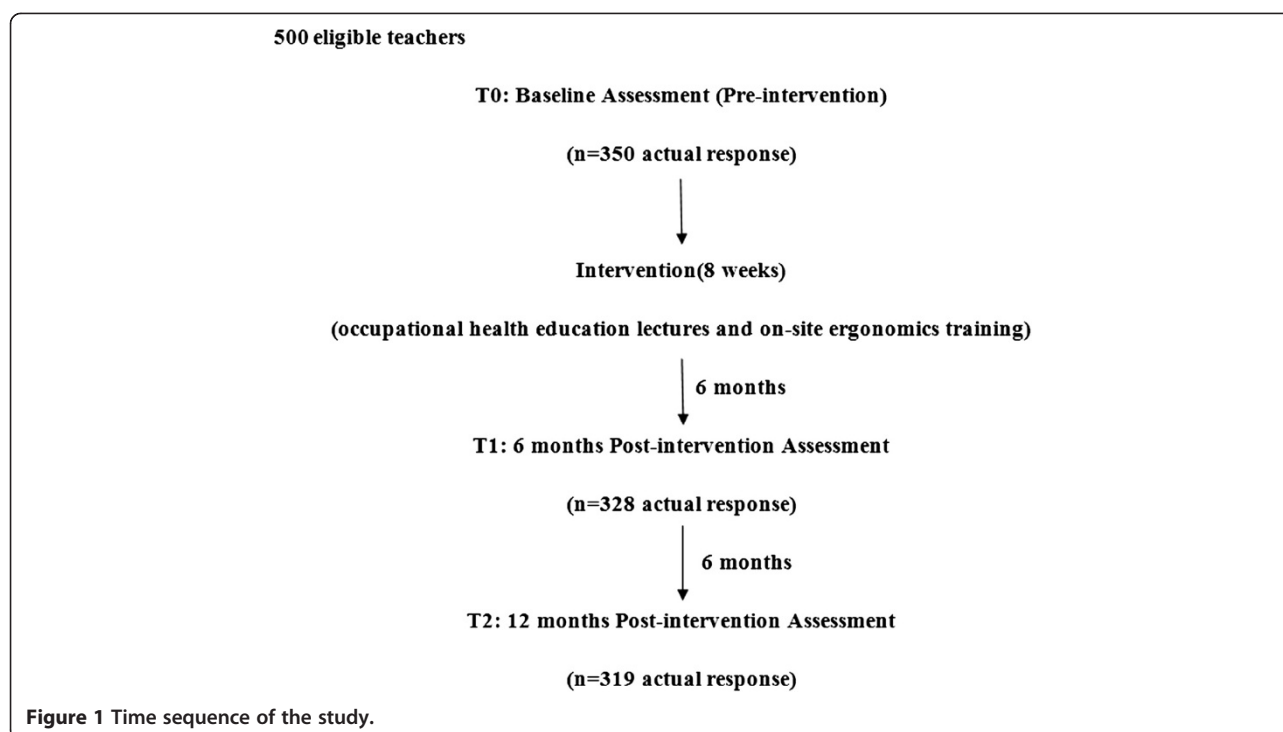 500 eligible teachers
T0: Baseline Assessment (Pre-intervention)
(n=350 actual response)
Intervention(8 weeks)
(occupational health education lectures and on-site ergonomics training)
6 months
T1: 6 months Post-intervention Assessment
(n=328 actual response)
6 months
T2: 12 months Post-intervention Assessment
(n=319 actual response)
Figure 1 Time sequence of the study.